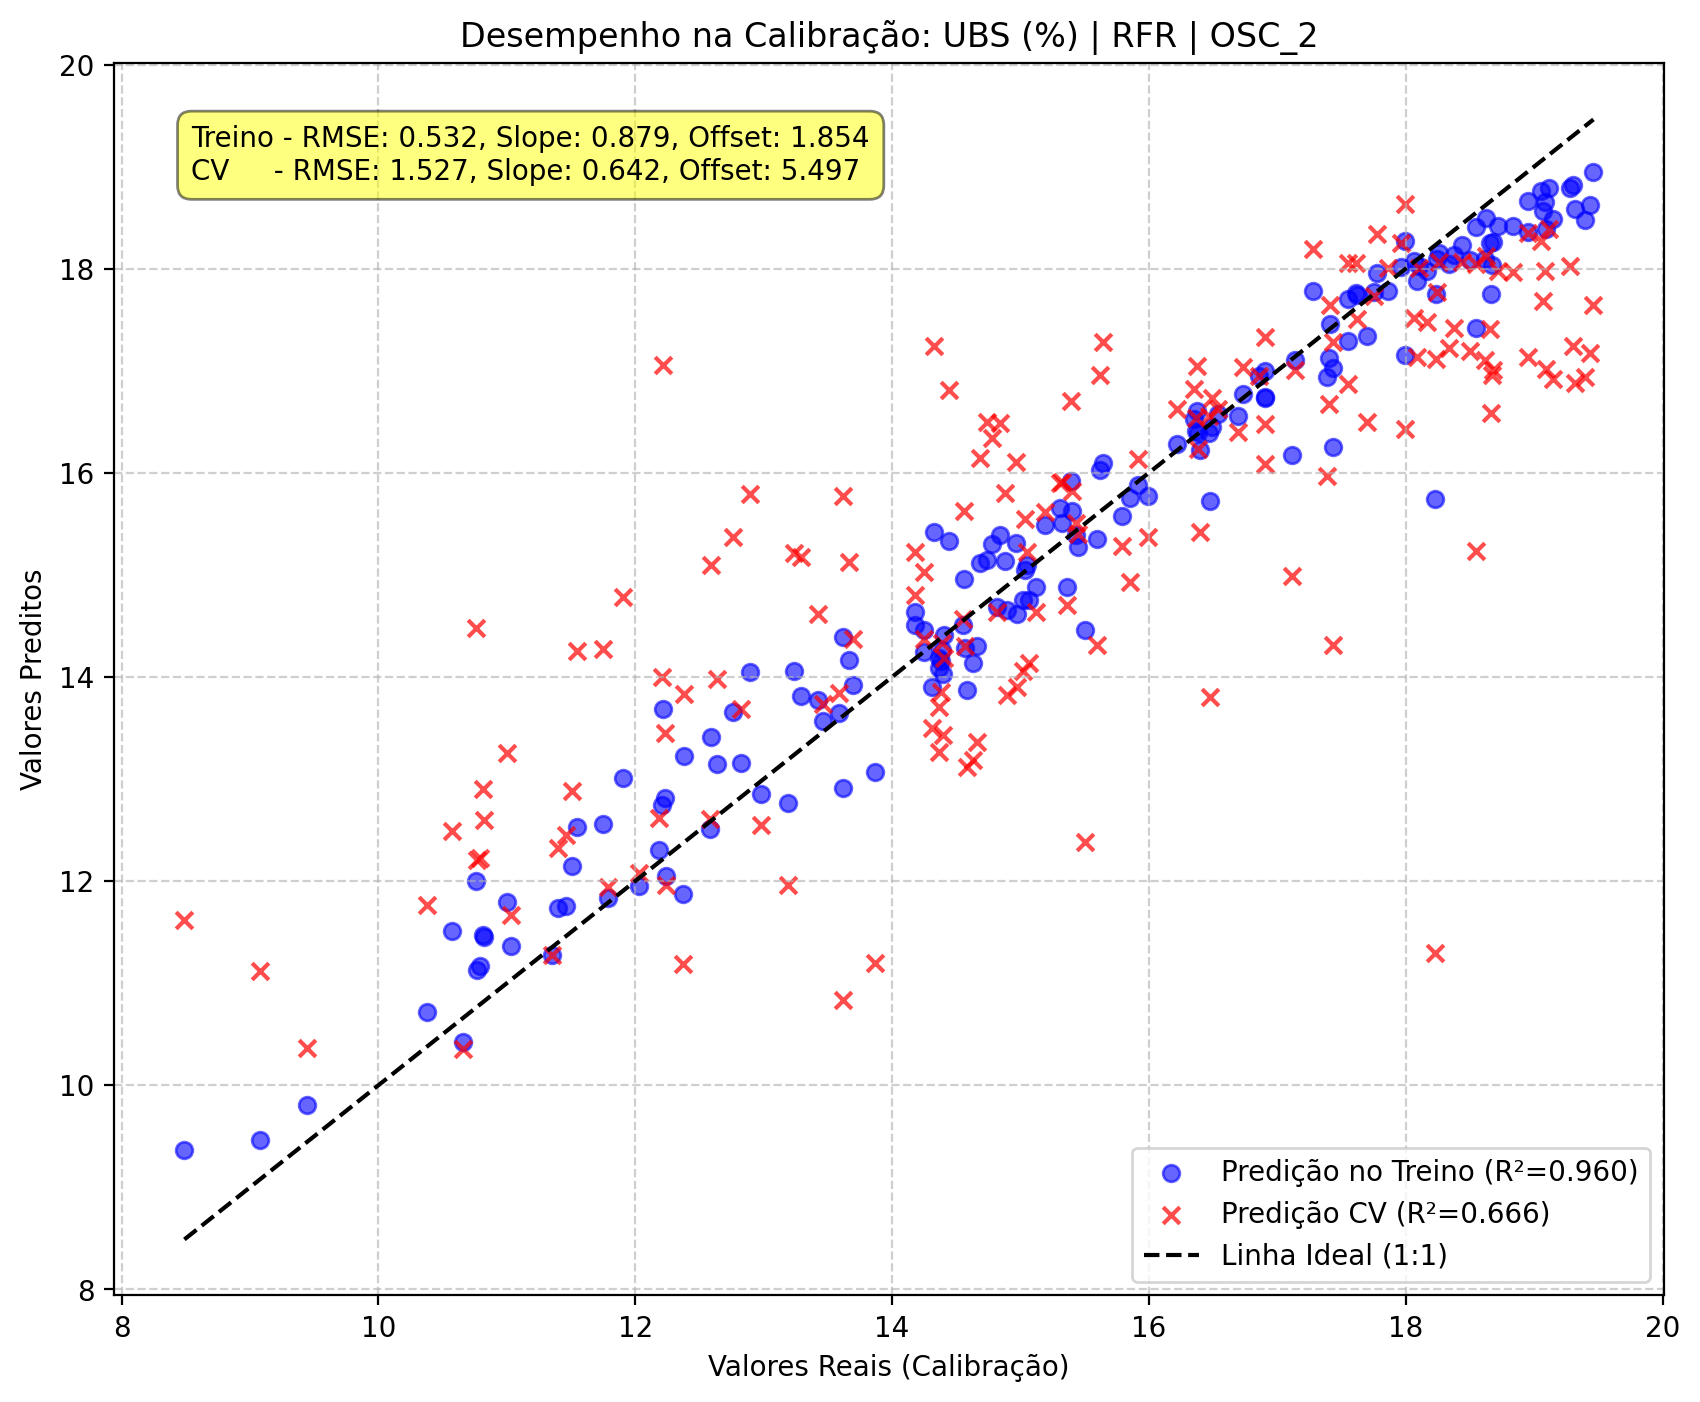 Desempenho na Calibração: UBS (%) | RFR | OSC_2
Treino - RMSE: 0.532, Slope: 0.879, Offset: 1.854
CV     - RMSE: 1.527, Slope: 0.642, Offset: 5.497
Valores Preditos
20
18
16
14
12
10
8
Predição no Treino (R²=0.960)
Predição CV (R²=0.666)
Linha Ideal (1:1)
8 10 12 14 16 18 20
Valores Reais (Calibração)